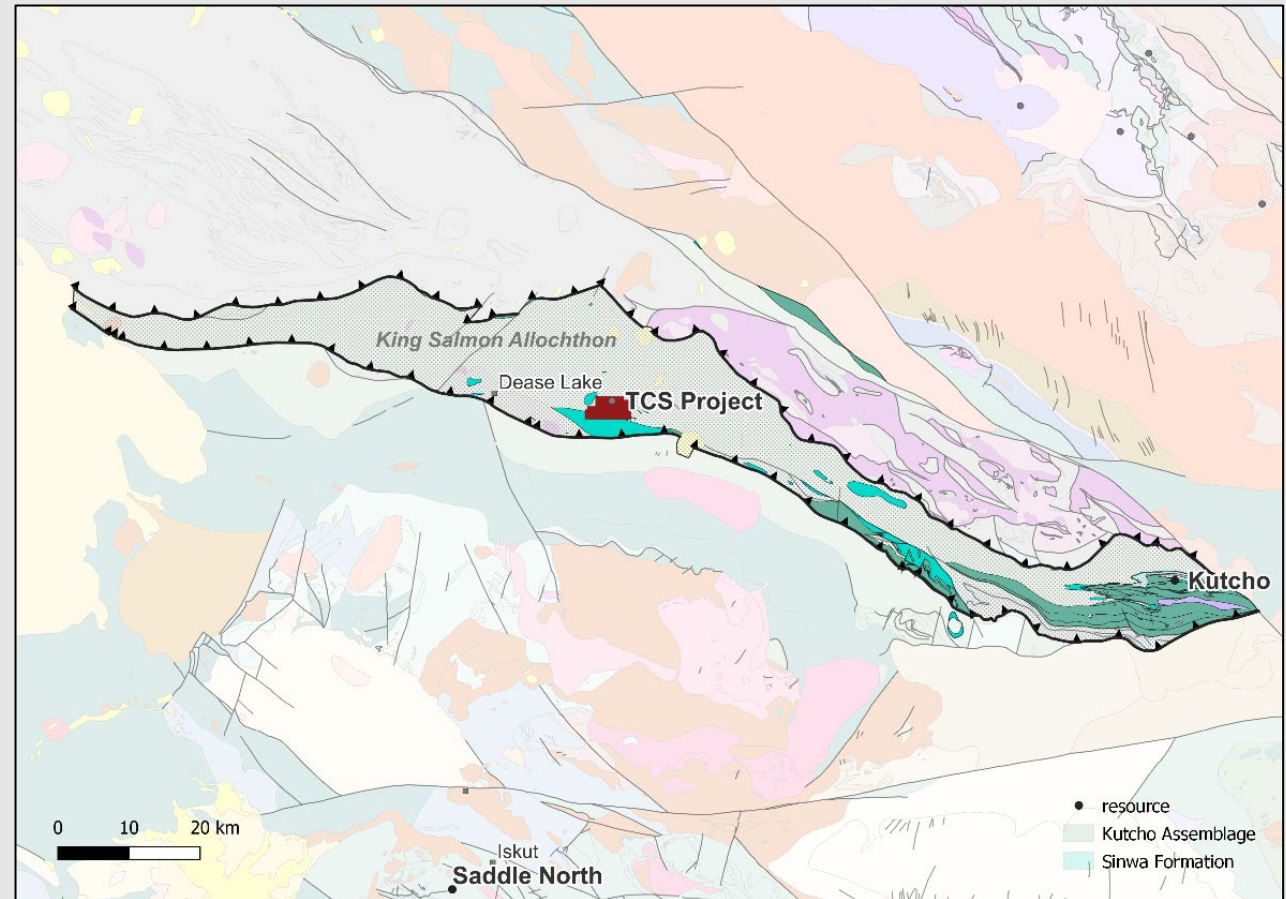 King Salmon Allochthon
Dease Lake
TCS Project
Kutcho
0 10 20 km
Iskut
Saddle North
resource
Kutcho Assemblage
Sinwa Formation